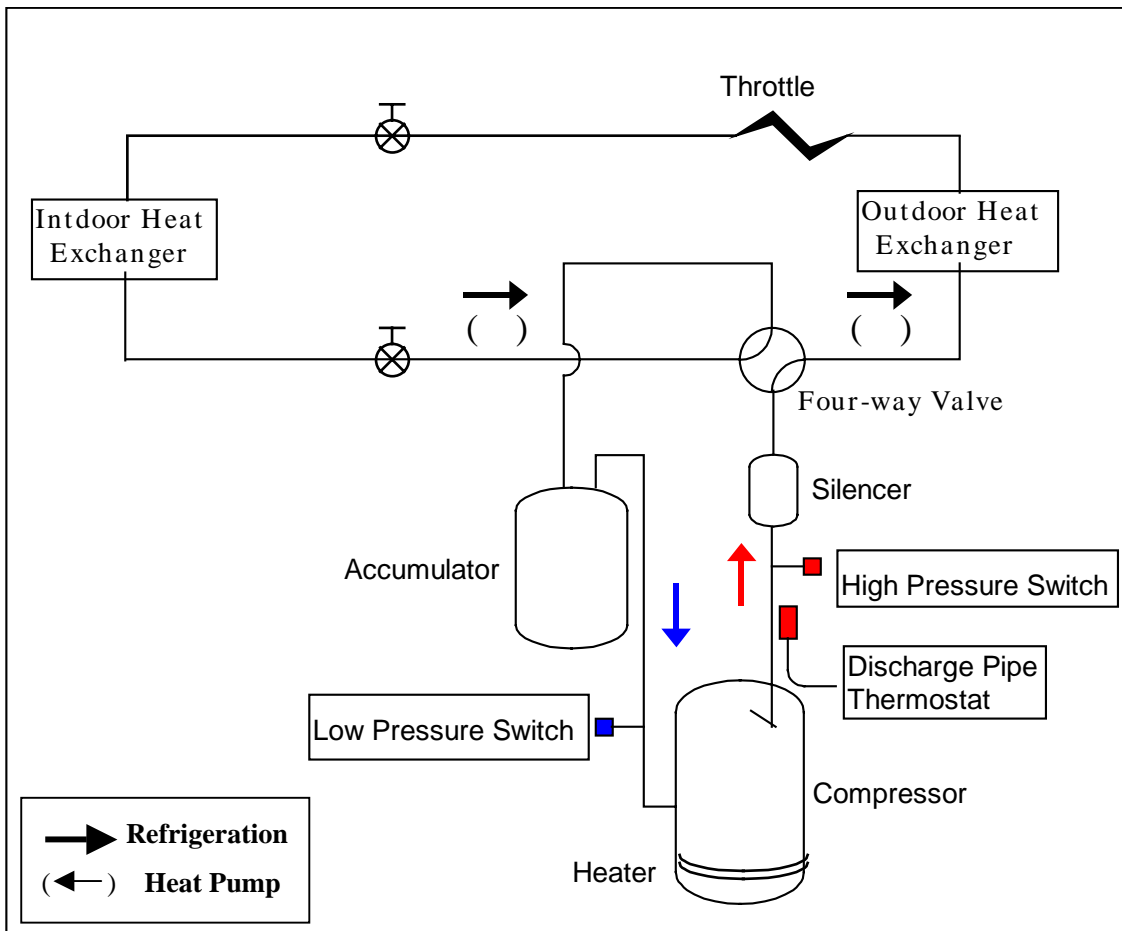 Throttle
Intdoor Heat
Exchanger
Outdoor Heat
Exchanger
( )
( )
Four-way Valve
Silencer
Accumulator
High Pressure Switch
Discharge Pipe
Thermostat
Low Pressure Switch
Compressor
Heater
Refrigeration
( ) Heat Pump